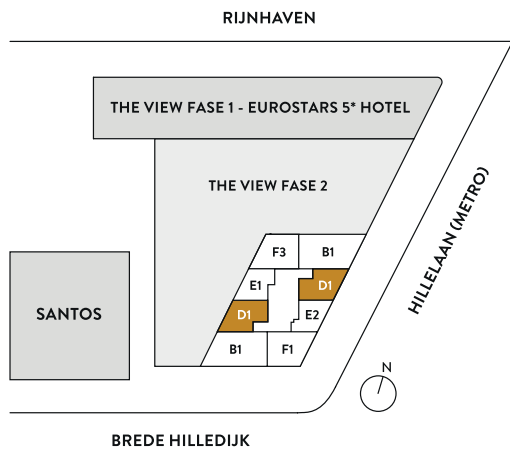 RIJNHAVEN
THE VIEW FASE 1 - EUROSTARS 5* HOTEL
THE VIEW FASE 2
HILLELAAN (METRO)
F3
B1
E1
D1
SANTOS
D1
E2
B1
F1
N
BREDE HILLEDIJK